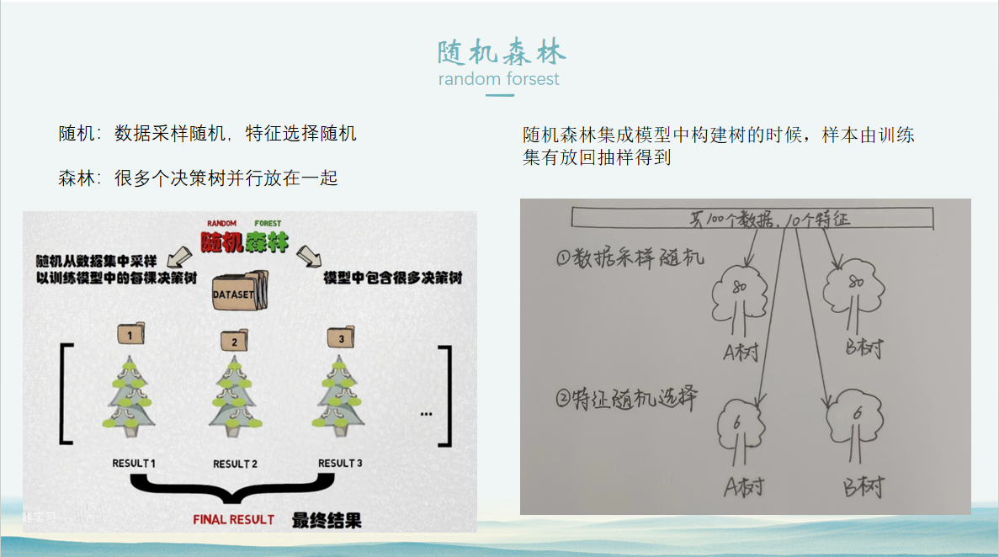 随机森林
random forsest
随机：数据采样随机，特征选择随机
森林：很多个决策树并行放在一起
RANDOM FOREST
随机森林
随机从数据集中采样
以训练模型中的每棵决策树
模型中包含很多决策树
DATASET
1
2
3
...
RESULT 1
RESULT 2
RESULT 3
FINAL RESULT 最终结果
器学习
随机森林集成模型中构建树的时候，样本由训练
集有放回抽样得到
共100个数据，10个特征
①数据采样随机
80
80
A树
B树
②特征随机选择
6
6
A树
B树